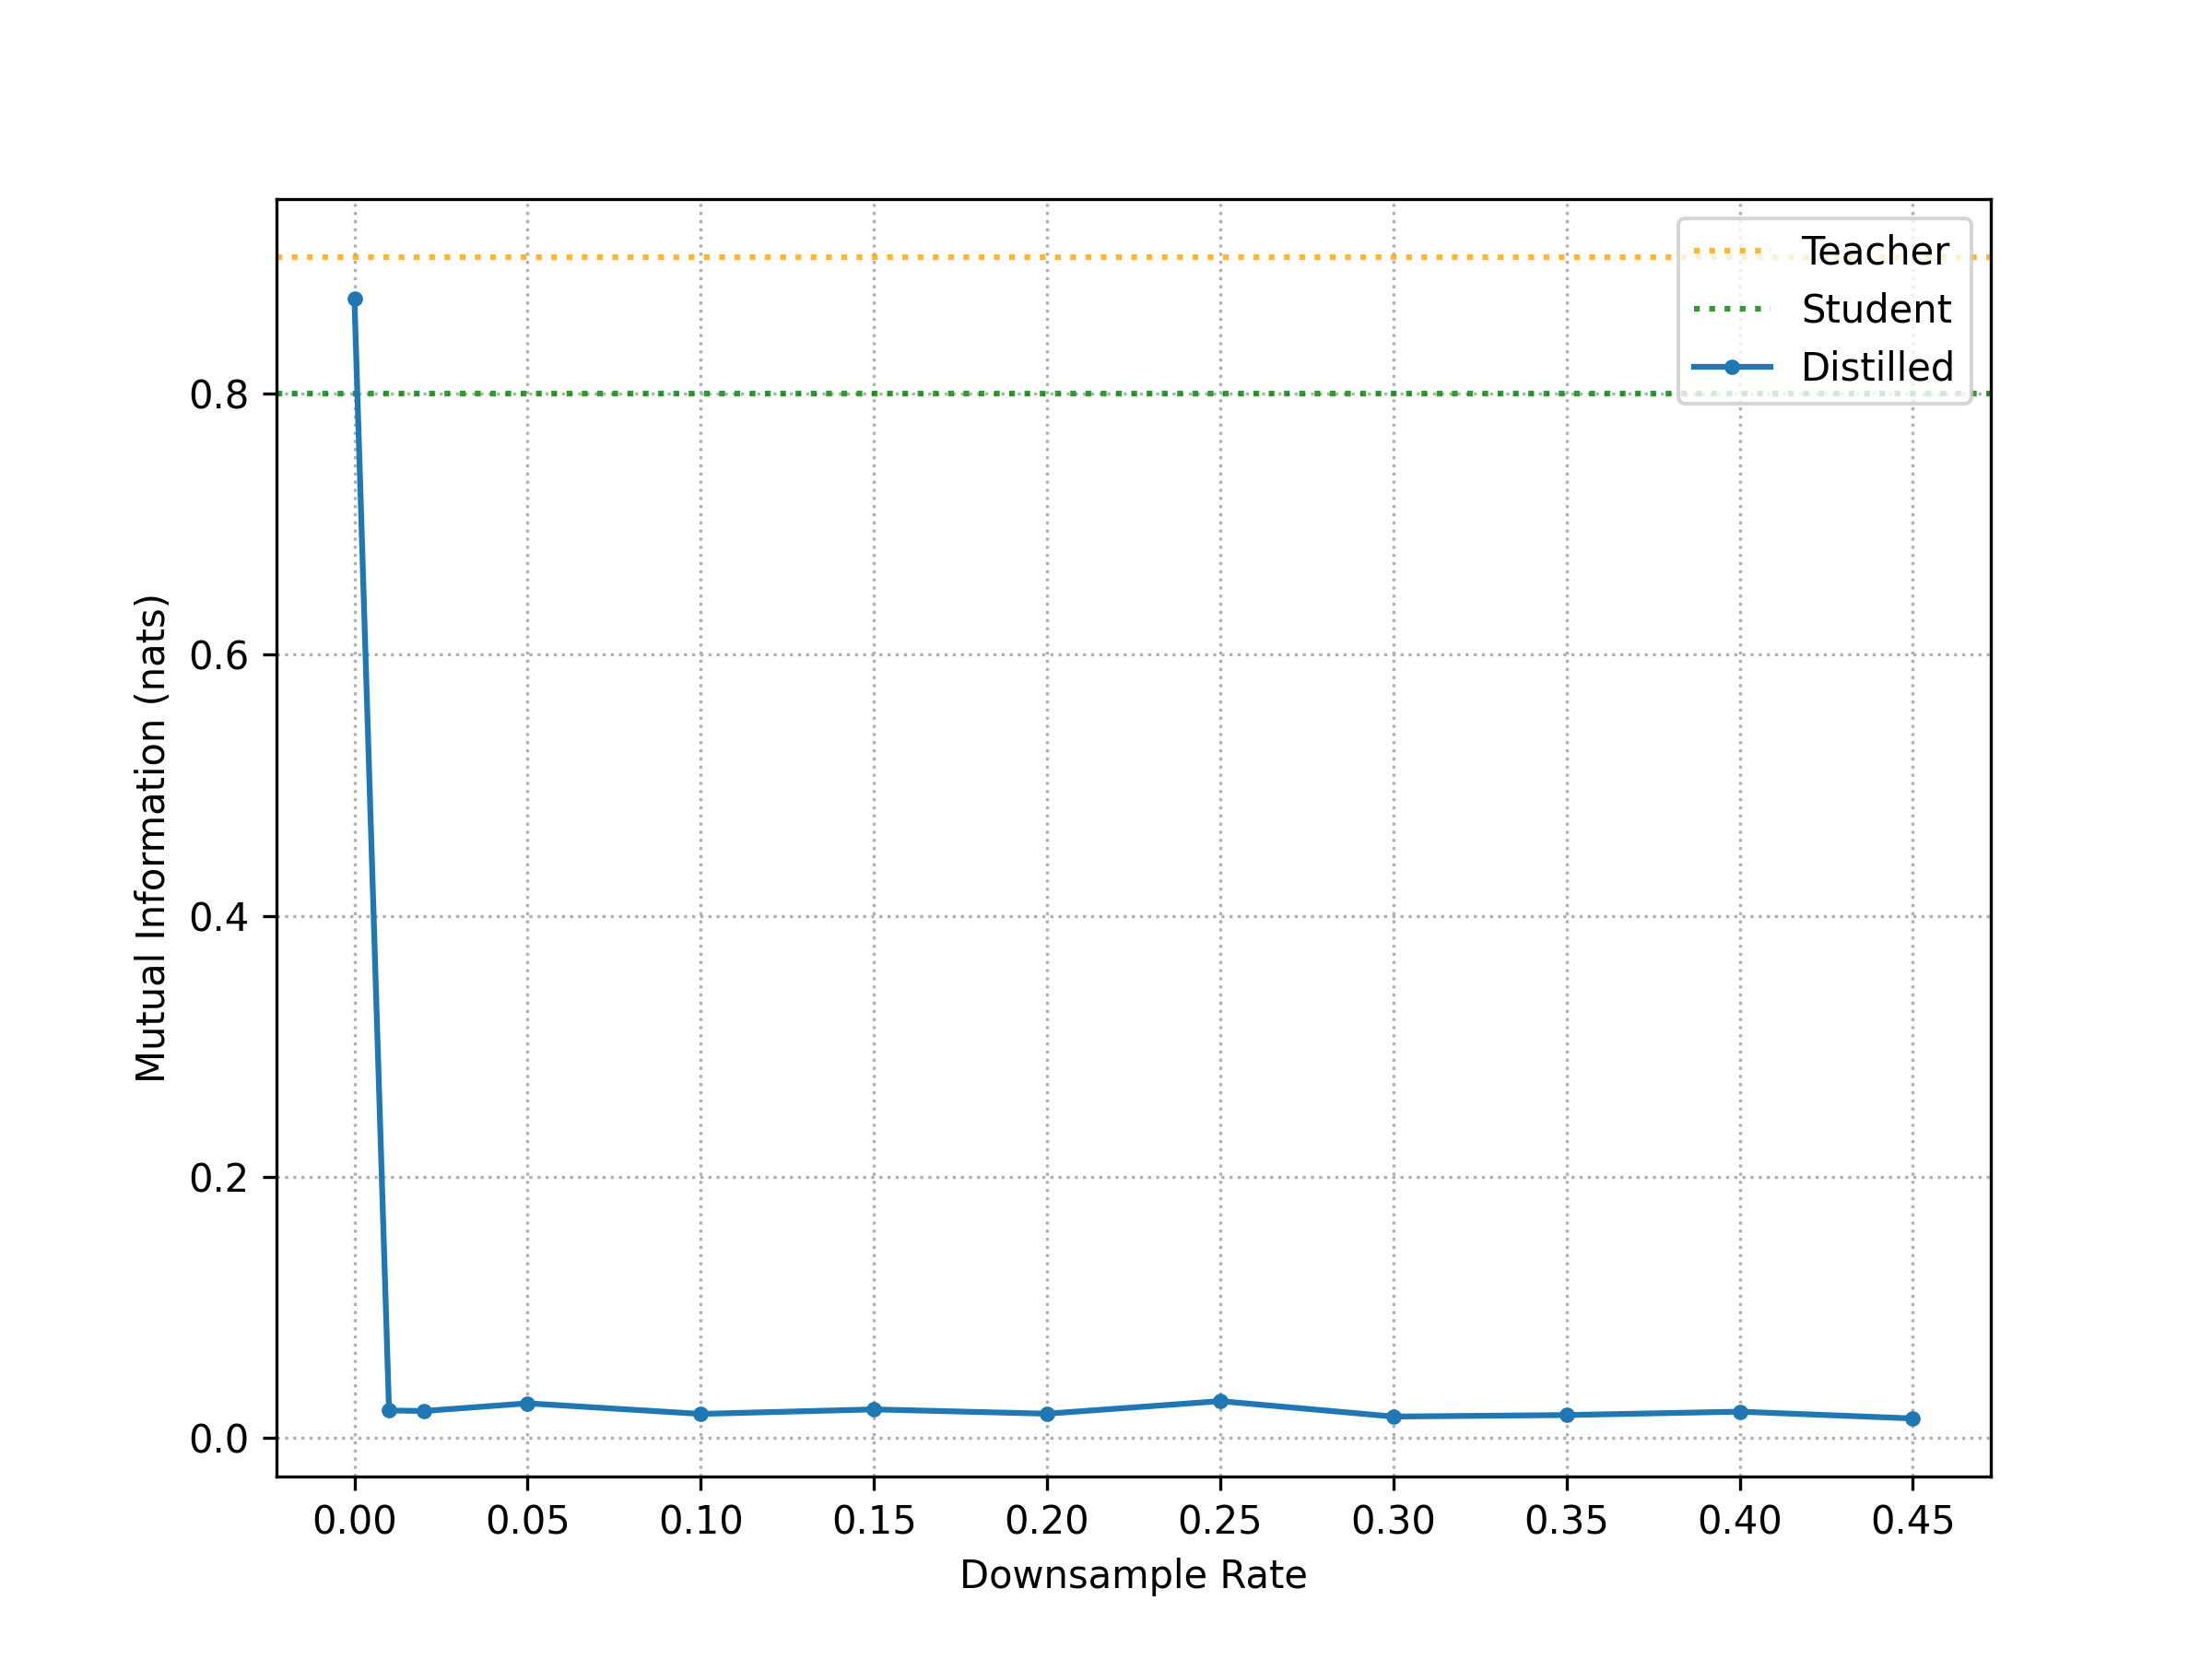 Teacher
Student
Distilled
0.8
0.6
0.4
0.2
0.0
Mutual Information (nats)
0.00 0.05 0.10 0.15 0.20 0.25 0.30 0.35 0.40 0.45
Downsample Rate